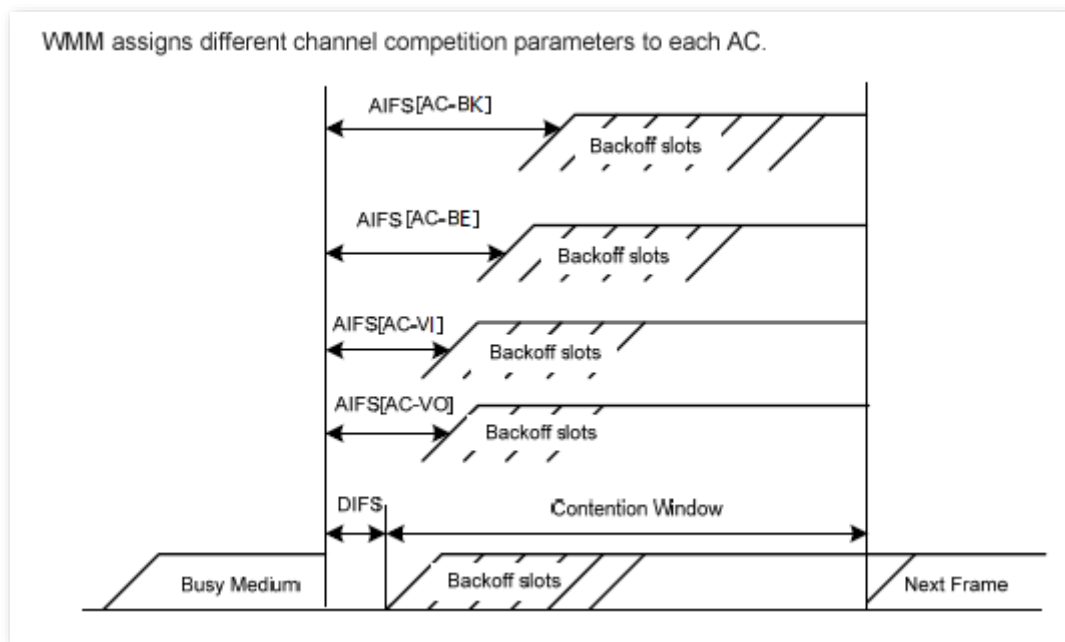 WMM assigns different channel competition parameters to each AC.
AIFS[AC-BK]
Backoff slots
AIFS[AC-BE]
Backoff slots
AIFS[AC-VI]
Backoff slots
AIFS[AC-VO]
Backoff slots
DIFS
Contention Window
Busy Medium
Backoff slots
Next Frame